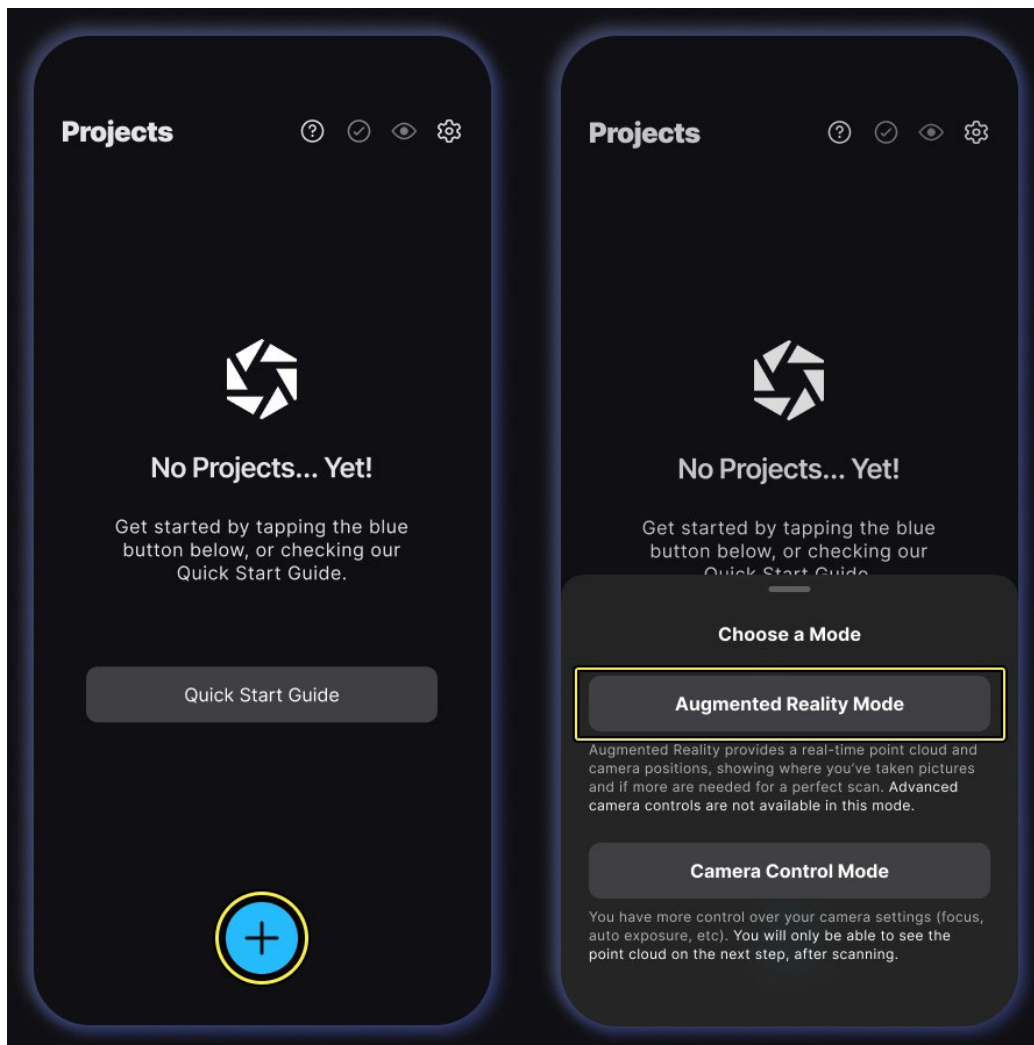 Projects
No Projects... Yet!
Get started by tapping the blue
button below, or checking our
Quick Start Guide.
Quick Start Guide
Projects
No Projects... Yet!
Get started by tapping the blue
button below, or checking our
Quick Start Guide
Choose a Mode
Augmented Reality Mode
Augmented Reality provides a real-time point cloud and
camera positions, showing where you’ve taken pictures
and if more are needed for a perfect scan. Advanced
camera controls are not available in this mode.
Camera Control Mode
You have more control over your camera settings (focus,
auto exposure, etc). You will only be able to see the
point cloud on the next step, after scanning.